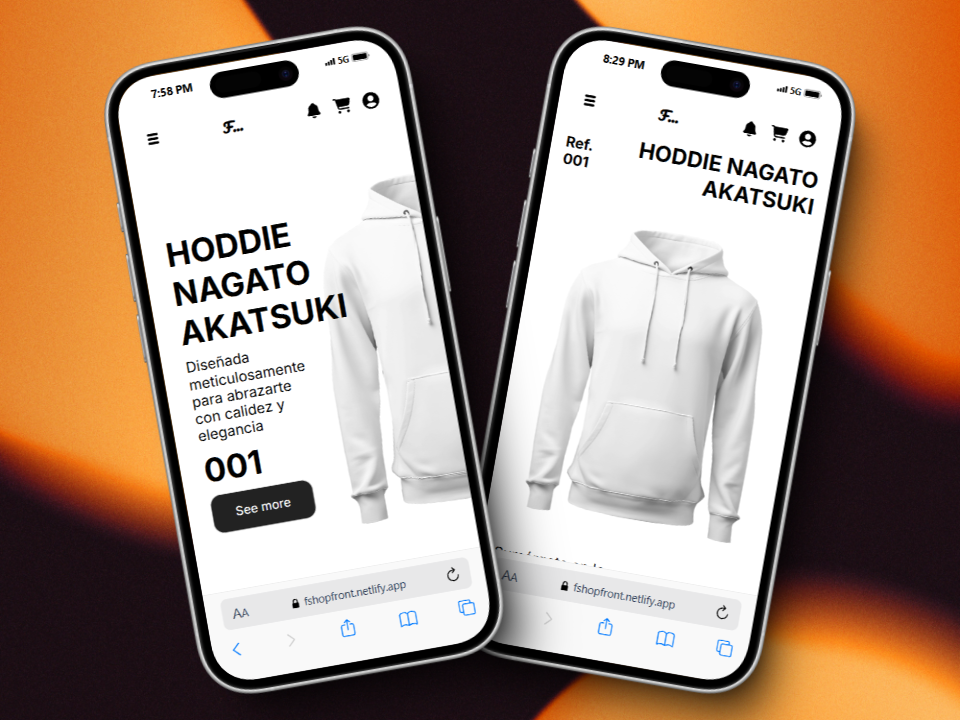 7:58 PM
5G
ℱ...
HODDIE
NAGATO
AKATSUKI
Diseñada
meticulosamente
para abrazarte
con calidez y
elegancia
001
See more
AA
fshopfront.netlify.app
8:29 PM
5G
ℱ...
Ref.
001
HODDIE NAGATO
AKATSUKI
AA
fshopfront.netlify.app